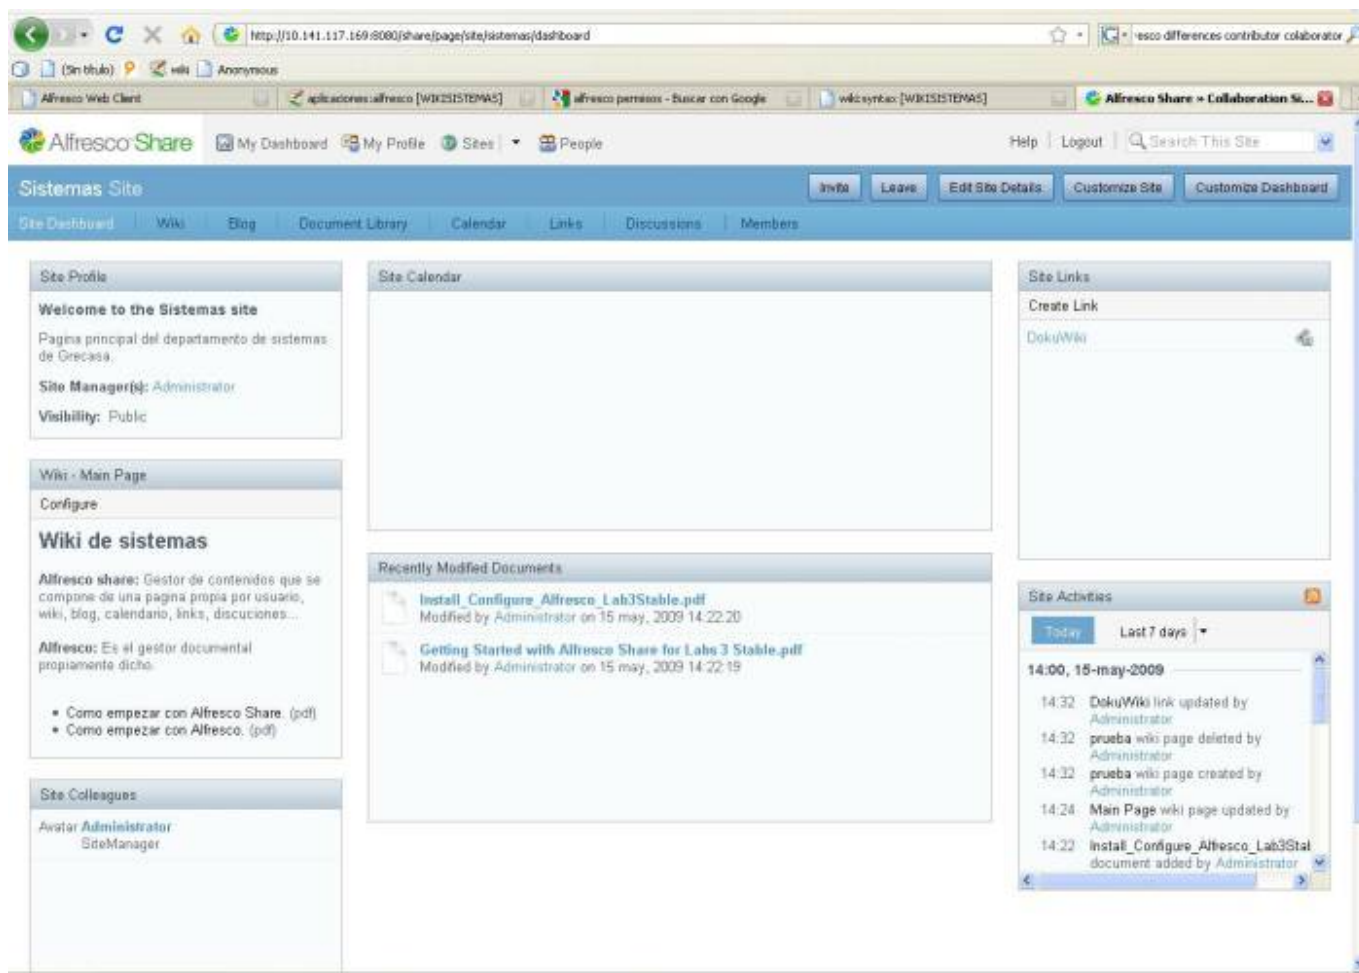 http://10.141.117.169:8080/share/page/site/sistemas/dashboard
esco differences contributor colaborator
(Sin título) wiki Anonymous
Alfresco Web Client
aplicaciones:alfresco [WIKISISTEMAS]
alfresco permisos - Buscar con Google
wiki:syntax [WIKISISTEMAS]
Alfresco Share » Collaboration Si...
Alfresco Share My Dashboard My Profile Sites People
Help Logout Search This Site
Sistemas Site
Invite Leave Edit Site Details Customize Site Customize Dashboard
Site Dashboard Wiki Blog Document Library Calendar Links Discussions Members
Site Profile
Welcome to the Sistemas site
Pagina principal del departamento de sistemas
de Grecasa.
Site Manager(s): Administrator
Visibility: Public
Wiki - Main Page
Configure
Wiki de sistemas
Alfresco share: Gestor de contenidos que se
compone de una pagina propia por usuario,
wiki, blog, calendario, links, discuciones...
Alfresco: Es el gestor documental
propiamente dicho.
• Como empezar con Alfresco Share. (pdf)
• Como empezar con Alfresco. (pdf)
Site Colleagues
Avatar Administrator
SiteManager
Site Calendar
Recently Modified Documents
Install_Configure_Alfresco_Lab3Stable.pdf
Modified by Administrator on 15 may, 2009 14:22:20
Getting Started with Alfresco Share for Labs 3 Stable.pdf
Modified by Administrator on 15 may, 2009 14:22:19
Site Links
Create Link
DokuWiki
Site Activities
Today Last 7 days
14:00, 15-may-2009
14:32 DokuWiki link updated by
Administrator
14:32 prueba wiki page deleted by
Administrator
14:32 prueba wiki page created by
Administrator
14:24 Main Page wiki page updated by
Administrator
14:22 Install_Configure_Alfresco_Lab3Stal
document added by Administrator